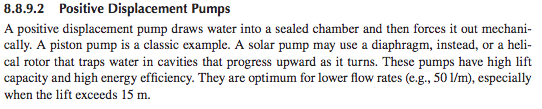 8.8.9.2 Positive Displacement Pumps
A positive displacement pump draws water into a sealed chamber and then forces it out mechani-
cally. A piston pump is a classic example. A solar pump may use a diaphragm, instead, or a heli-
cal rotor that traps water in cavities that progress upward as it turns. These pumps have high lift
capacity and high energy efficiency. They are optimum for lower flow rates (e.g., 50 l/m), especially
when the lift exceeds 15 m.